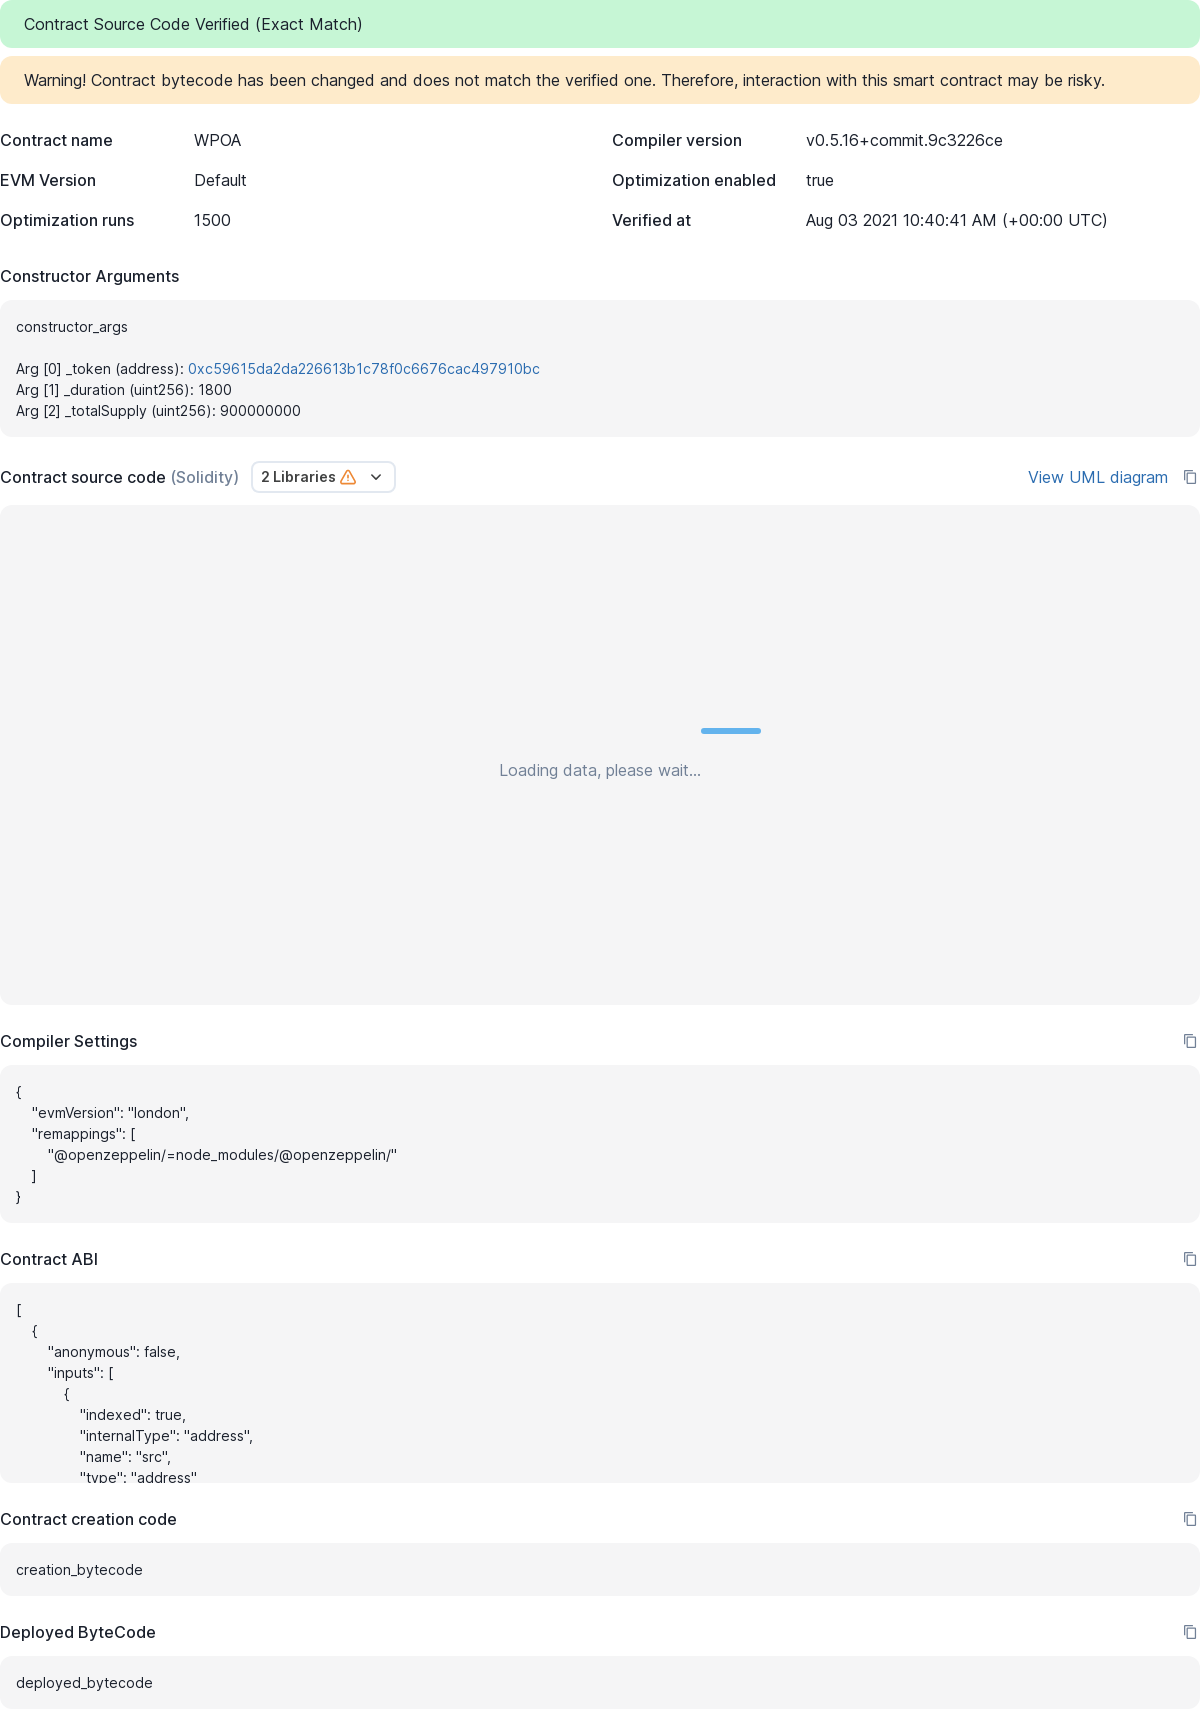 Contract Source Code Verified (Exact Match)
Warning! Contract bytecode has been changed and does not match the verified one. Therefore, interaction with this smart contract may be risky.
Contract name WPOA Compiler version v0.5.16+commit.9c3226ce
EVM Version Default Optimization enabled true
Optimization runs 1500 Verified at Aug 03 2021 10:40:41 AM (+00:00 UTC)
Constructor Arguments
constructor_args
Arg [0] _token (address): 0xc59615da2da226613b1c78f0c6676cac497910bc
Arg [1] _duration (uint256): 1800
Arg [2] _totalSupply (uint256): 900000000
Contract source code (Solidity) 2 Libraries View UML diagram
Loading data, please wait...
Compiler Settings
{
"evmVersion": "london",
"remappings": [
"@openzeppelin/=node_modules/@openzeppelin/"
]
}
Contract ABI
[
{
"anonymous": false,
"inputs": [
{
"indexed": true,
"internalType": "address",
"name": "src",
"type": "address"
Contract creation code
creation_bytecode
Deployed ByteCode
deployed_bytecode